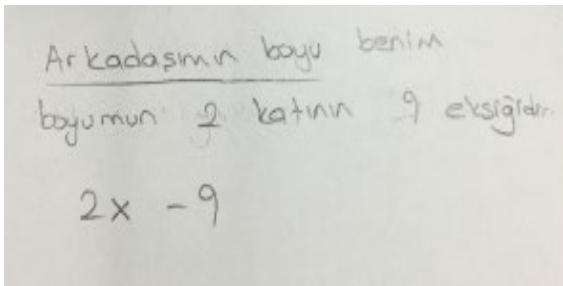 Arkadaşımın boyu benim
boyumun 2 katının 9 eksiğidir.
2x - 9